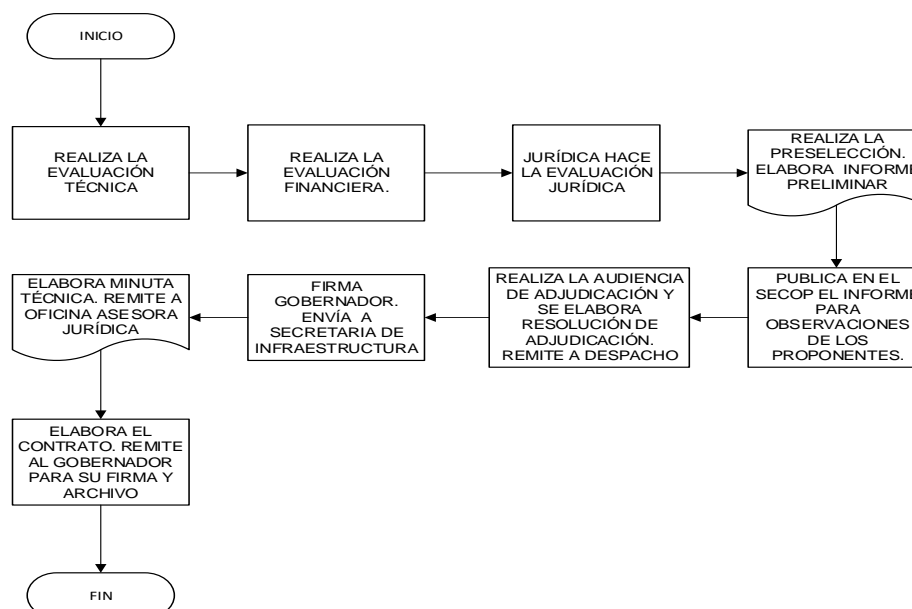 INICIO
REALIZA LA
EVALUACIÓN
TÉCNICA
REALIZA LA
EVALUACIÓN
FINANCIERA.
JURÍDICA HACE
LA EVALUACIÓN
JURÍDICA
REALIZA LA
PRESELECCIÓN.
ELABORA INFORME
PRELIMINAR
PUBLICA EN EL
SECOP EL INFORME
PARA
OBSERVACIONES
DE LOS
PROPONENTES.
REALIZA LA AUDIENCIA
DE ADJUDICACIÓN Y
SE ELABORA
RESOLUCIÓN DE
ADJUDICACIÓN.
REMITE A DESPACHO
FIRMA
GOBERNADOR.
ENVÍA A
SECRETARIA DE
INFRAESTRUCTURA
ELABORA MINUTA
TÉCNICA. REMITE A
OFICINA ASESORA
JURÍDICA
ELABORA EL
CONTRATO. REMITE
AL GOBERNADOR
PARA SU FIRMA Y
ARCHIVO
FIN